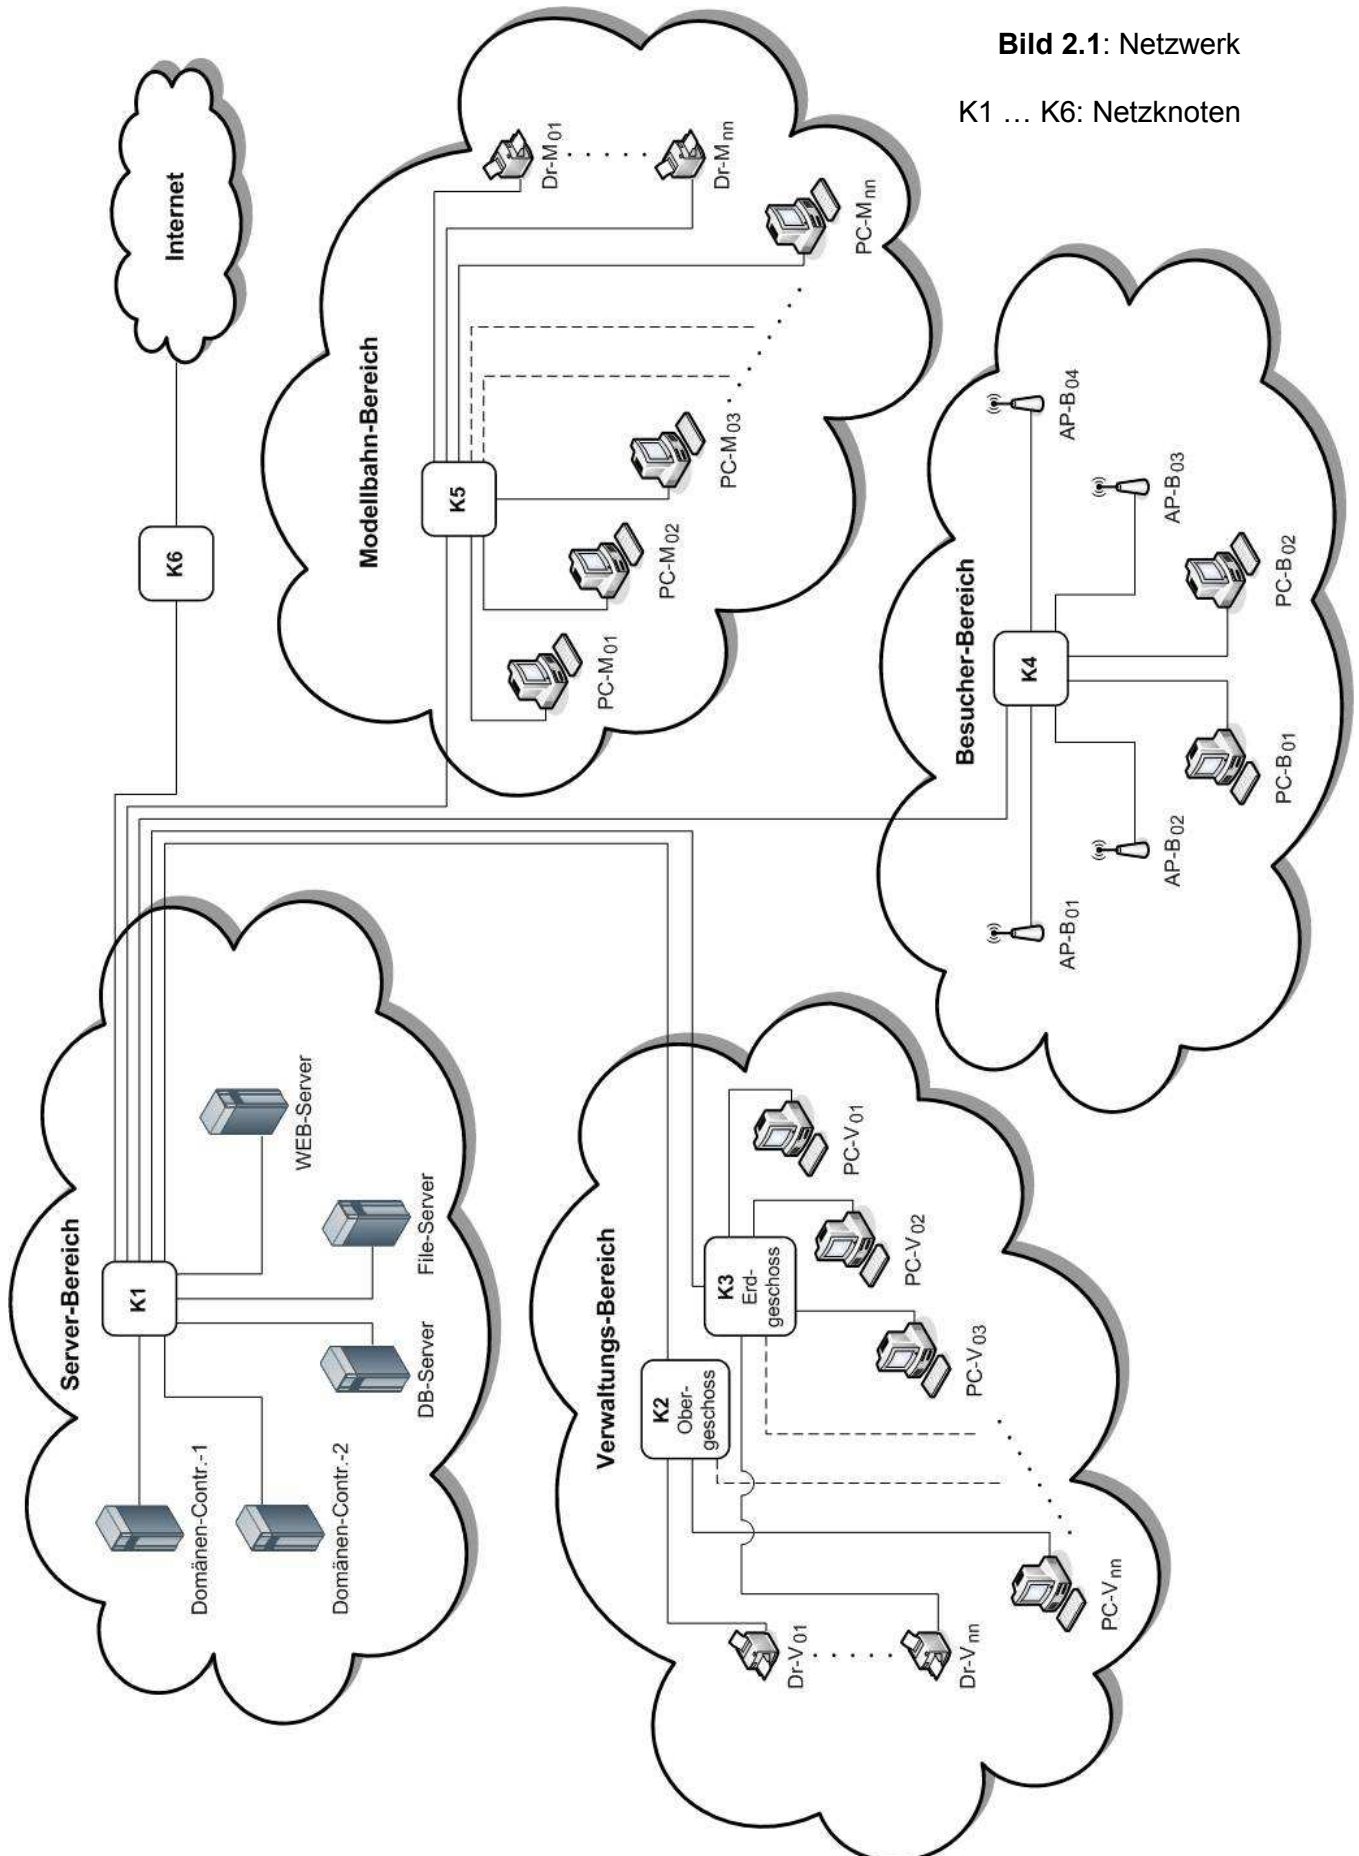 Bild 2.1: Netzwerk
K1 … K6: Netzknoten
Internet
K6
Server-Bereich
K1
Domänen-Contr.-1
Domänen-Contr.-2
DB-Server
File-Server
WEB-Server
Modellbahn-Bereich
K5
PC-M01
PC-M02
PC-M03
PC-Mnn
Dr-M01
Dr-Mnn
Verwaltungs-Bereich
K2
Ober-
geschoss
K3
Erd-
geschoss
Dr-V01
Dr-Vnn
PC-Vnn
PC-V03
PC-V02
PC-V01
Besucher-Bereich
K4
AP-B01
AP-B02
PC-B01
PC-B02
AP-B03
AP-B04